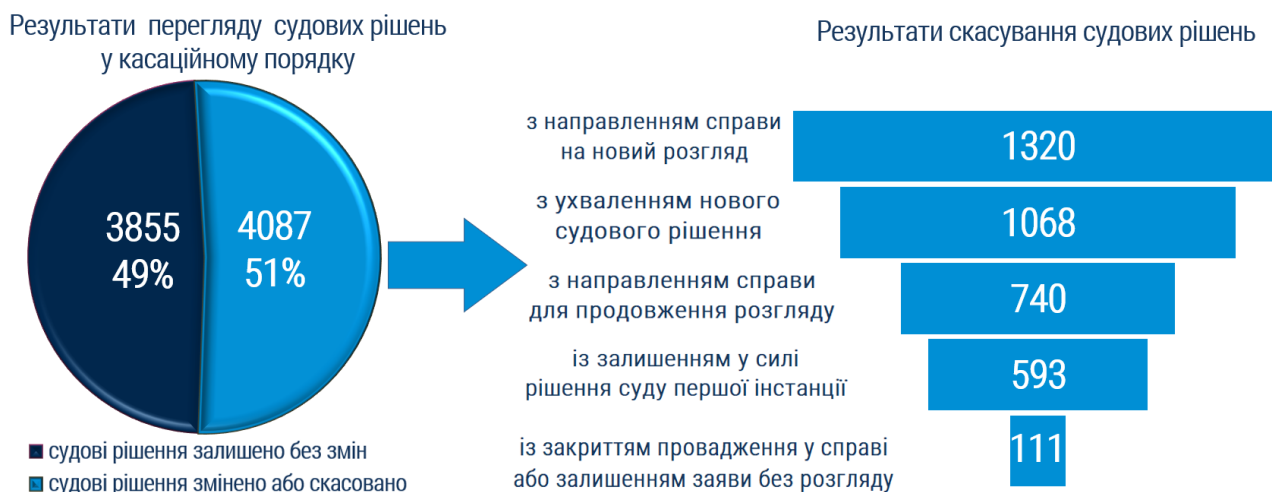 Результати перегляду судових рішень
у касаційному порядку
3855
49%
4087
51%
судові рішення залишено без змін
судові рішення змінено або скасовано
Результати скасування судових рішень
з направленням справи
на новий розгляд
1320
з ухваленням нового
судового рішення
1068
з направленням справи
для продовження розгляду
740
із залишенням у силі
рішення суду першої інстанції
593
із закриттям провадження у справі
або залишенням заяви без розгляду
111